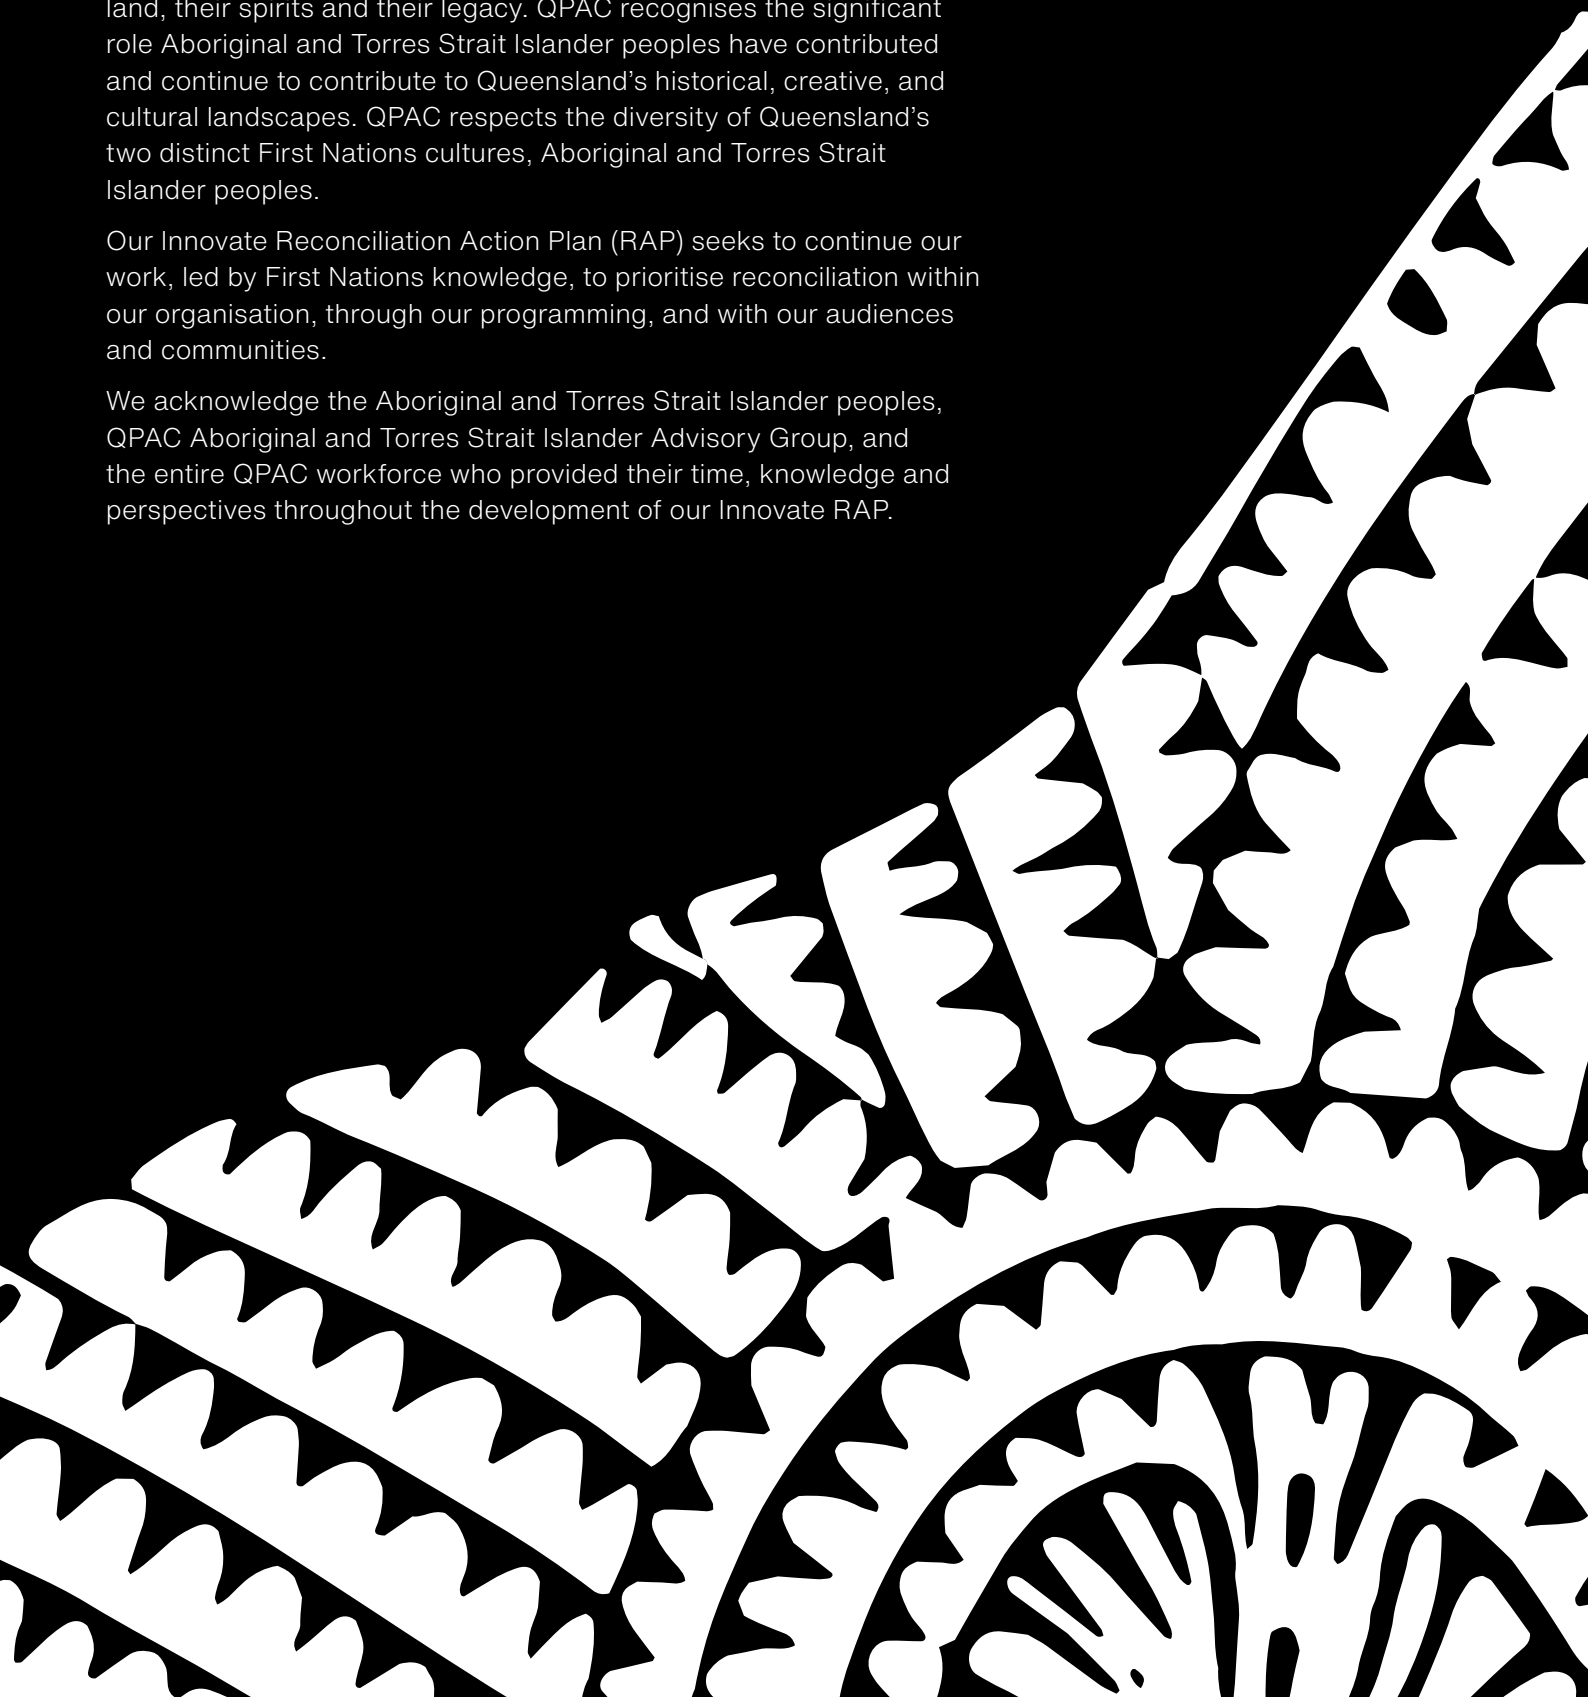 land, their spirits and their legacy. QPAC recognises the significant
role Aboriginal and Torres Strait Islander peoples have contributed
and continue to contribute to Queensland’s historical, creative, and
cultural landscapes. QPAC respects the diversity of Queensland’s
two distinct First Nations cultures, Aboriginal and Torres Strait
Islander peoples.
Our Innovate Reconciliation Action Plan (RAP) seeks to continue our
work, led by First Nations knowledge, to prioritise reconciliation within
our organisation, through our programming, and with our audiences
and communities.
We acknowledge the Aboriginal and Torres Strait Islander peoples,
QPAC Aboriginal and Torres Strait Islander Advisory Group, and
the entire QPAC workforce who provided their time, knowledge and
perspectives throughout the development of our Innovate RAP.